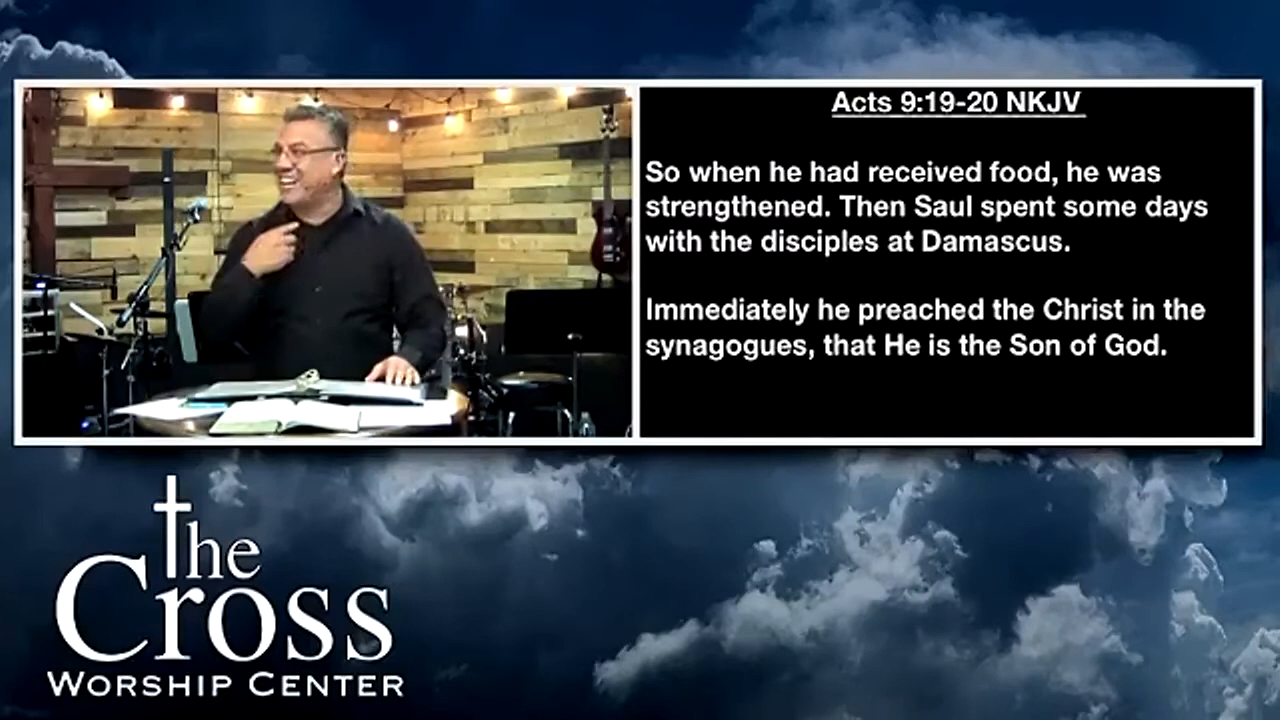 Acts 9:19-20 NKJV
So when he had received food, he was
strengthened. Then Saul spent some days
with the disciples at Damascus.
Immediately he preached the Christ in the
synagogues, that He is the Son of God.
the
Cross
WORSHIP CENTER